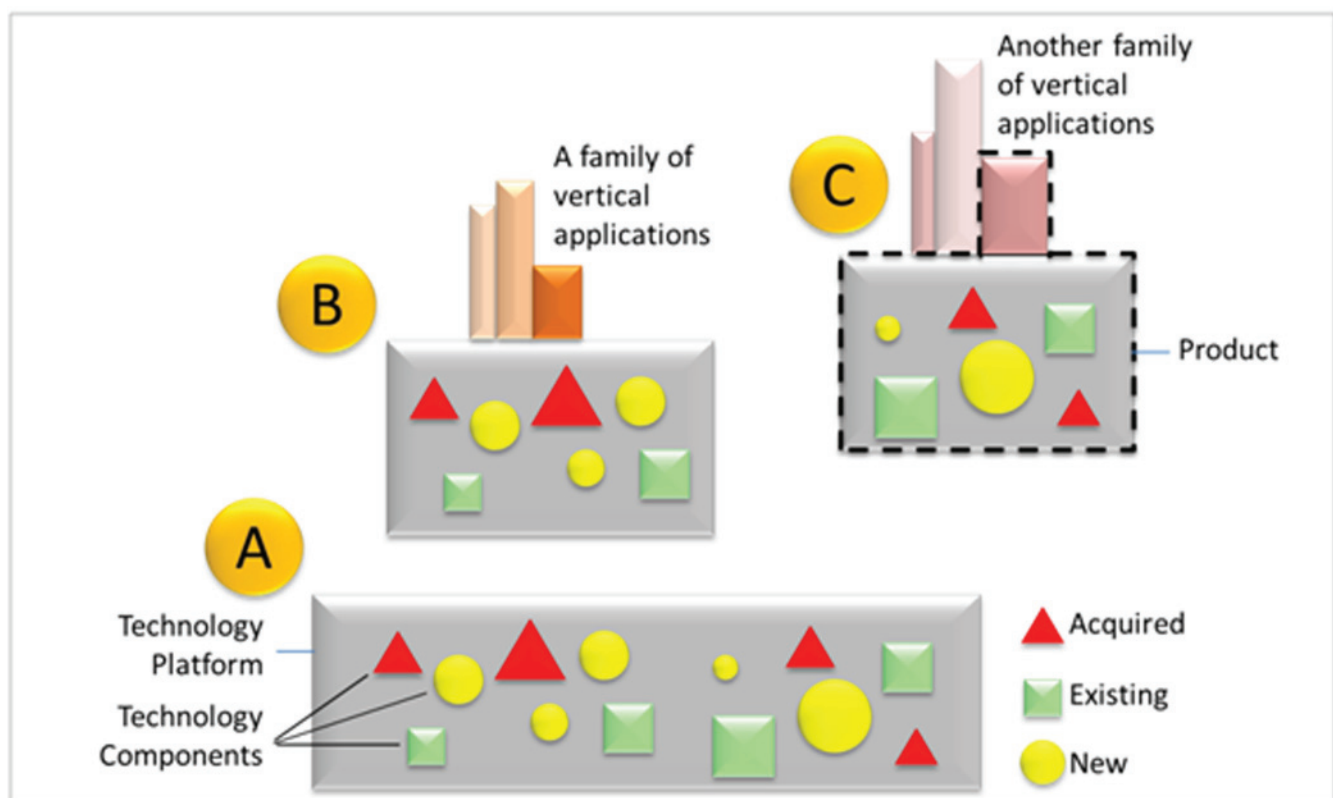 Another family
of vertical
applications
C
A family of
vertical
applications
B
Product
A
Technology
Platform
Technology
Components
Acquired
Existing
New